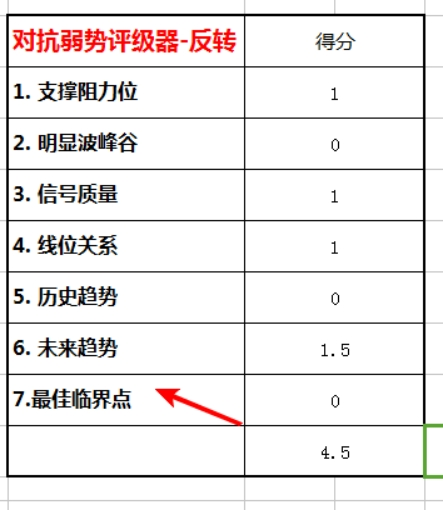 对抗弱势评级器-反转 得分
1. 支撑阻力位 1
2. 明显波峰谷 0
3. 信号质量 1
4. 线位关系 1
5. 历史趋势 0
6. 未来趋势 1.5
7.最佳临界点 0
4.5